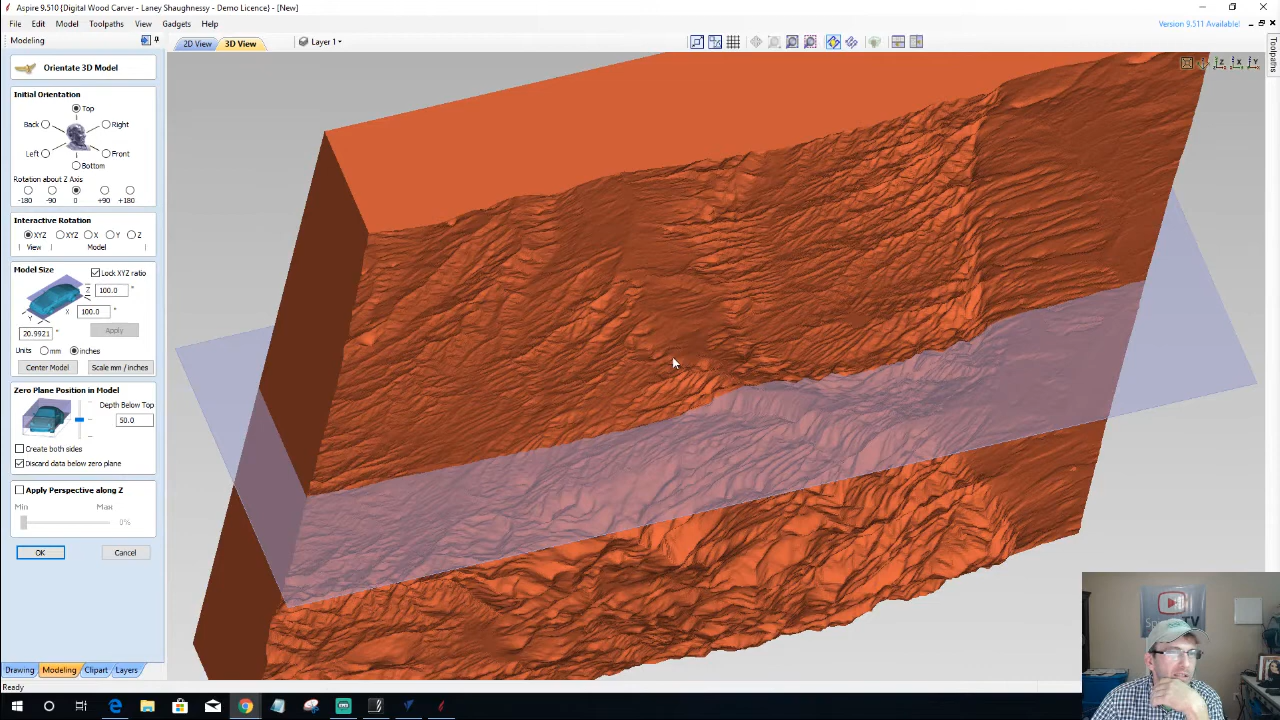 Aspire 9.510 {Digital Wood Carver - Laney Shaughnessy - Demo Licence} - [New]
File Edit Model Toolpaths View Gadgets Help
Version 9.511 Available!
Modeling
2D View 3D View Layer 1
Toolpaths
Orientate 3D Model
Initial Orientation
Top
Back Right
Left Front
Bottom
Rotation about Z Axis
-180 -90 0 +90 +180
Interactive Rotation
XYZ XYZ X Y Z
View Model
Model Size
Lock XYZ ratio
Z 100.0 "
Y X 100.0 "
20.9921 " Apply
Units mm inches
Center Model Scale mm / inches
Zero Plane Position in Model
Depth Below Top
50.0
Create both sides
Discard data below zero plane
Apply Perspective along Z
Min Max
0%
OK Cancel
Drawing Modeling Clipart Layers
Ready